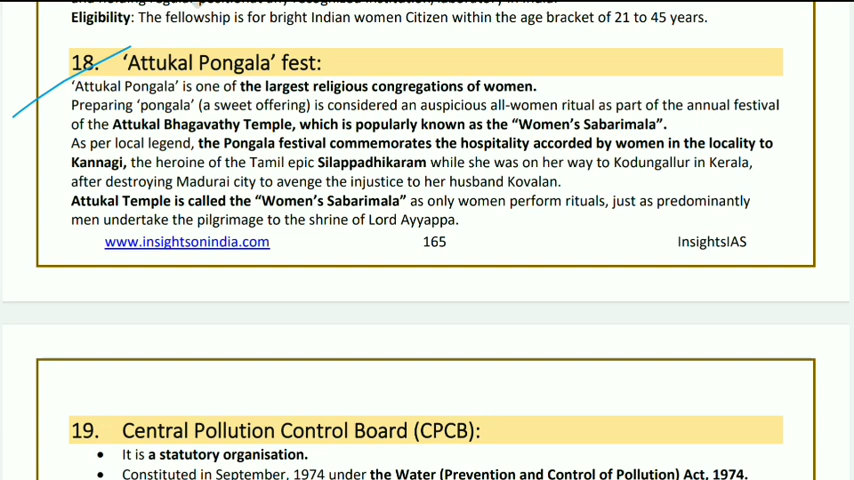 Eligibility: The fellowship is for bright Indian women Citizen within the age bracket of 21 to 45 years.
18. ‘Attukal Pongala’ fest:
‘Attukal Pongala’ is one of the largest religious congregations of women.
Preparing ‘pongala’ (a sweet offering) is considered an auspicious all-women ritual as part of the annual festival
of the Attukal Bhagavathy Temple, which is popularly known as the “Women’s Sabarimala”.
As per local legend, the Pongala festival commemorates the hospitality accorded by women in the locality to
Kannagi, the heroine of the Tamil epic Silappadhikaram while she was on her way to Kodungallur in Kerala,
after destroying Madurai city to avenge the injustice to her husband Kovalan.
Attukal Temple is called the “Women’s Sabarimala” as only women perform rituals, just as predominantly
men undertake the pilgrimage to the shrine of Lord Ayyappa.
www.insightsonindia.com 165 InsightsIAS
19. Central Pollution Control Board (CPCB):
• It is a statutory organisation.
• Constituted in September, 1974 under the Water (Prevention and Control of Pollution) Act, 1974.